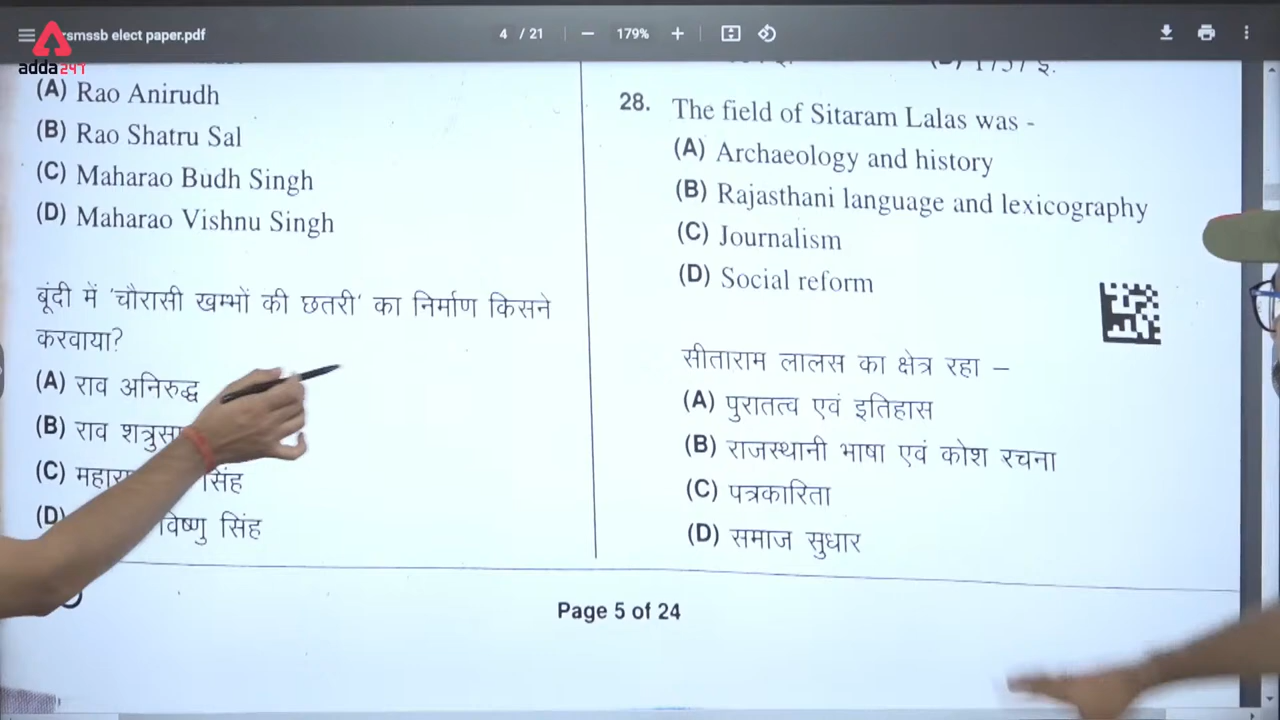 rsmssb elect paper.pdf
4 / 21
179%
adda247
(A) Rao Anirudh
(B) Rao Shatru Sal
(C) Maharao Budh Singh
(D) Maharao Vishnu Singh
बूंदी में 'चौरासी खम्भों की छतरी' का निर्माण किसने
करवाया?
(A) राव अनिरुद्ध
(B) राव
(C) सिंह
(D) विष्णु सिंह
28. The field of Sitaram Lalas was -
(A) Archaeology and history
(B) Rajasthani language and lexicography
(C) Journalism
(D) Social reform
सीताराम लालस का क्षेत्र रहा –
(A) पुरातत्व एवं इतिहास
(B) राजस्थानी भाषा एवं कोश रचना
(C) पत्रकारिता
(D) समाज सुधार
Page 5 of 24